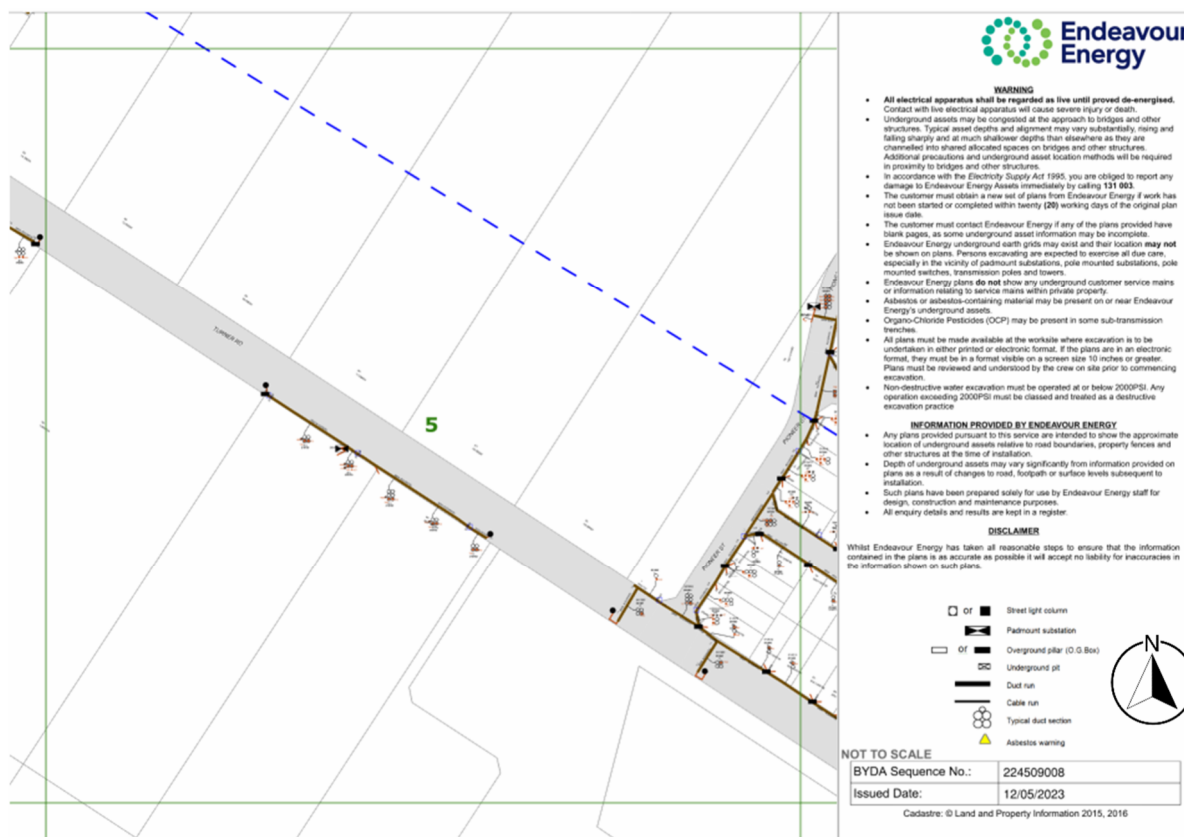 Endeavour
Energy
WARNING
• All electrical apparatus shall be regarded as live until proved de-energised.
Contact with live electrical apparatus will cause severe injury or death.
• Underground assets may be congested at the approach to bridges and other
structures. Typical asset depths and alignment may vary substantially, rising and
falling sharply and at much shallower depths than elsewhere as they are
channelled into shared allocated spaces on bridges and other structures.
Additional precautions and underground asset location methods will be required
in proximity to bridges and other structures.
• In accordance with the Electricity Supply Act 1995, you are obliged to report any
damage to Endeavour Energy Assets immediately by calling 131 003.
• The customer must obtain a new set of plans from Endeavour Energy if work has
not been started or completed within twenty (20) working days of the original plan
issue date.
• The customer must contact Endeavour Energy if any of the plans provided have
blank pages, as some underground asset information may be incomplete.
• Endeavour Energy underground earth grids may exist and their location may not
be shown on plans. Persons excavating are expected to exercise all due care,
especially in the vicinity of padmount substations, pole mounted substations, pole
mounted switches, transmission poles and towers.
• Endeavour Energy plans do not show any underground customer service mains
or information relating to service mains within private property.
• Asbestos or asbestos-containing material may be present on or near Endeavour
Energy's underground assets.
• Organo-Chloride Pesticides (OCP) may be present in some sub-transmission
trenches.
• All plans must be made available at the worksite where excavation is to be
undertaken in either printed or electronic format. If the plans are in an electronic
format, they must be in a format visible on a screen size 10 inches or greater.
Plans must be reviewed and understood by the crew on site prior to commencing
excavation.
• Non-destructive water excavation must be operated at or below 2000PSI. Any
operation exceeding 2000PSI must be classed and treated as a destructive
excavation practice
INFORMATION PROVIDED BY ENDEAVOUR ENERGY
• Any plans provided pursuant to this service are intended to show the approximate
location of underground assets relative to road boundaries, property fences and
other structures at the time of installation.
• Depth of underground assets may vary significantly from information provided on
plans as a result of changes to road, footpath or surface levels subsequent to
installation.
• Such plans have been prepared solely for use by Endeavour Energy staff for
design, construction and maintenance purposes.
• All enquiry details and results are kept in a register.
DISCLAIMER
Whilst Endeavour Energy has taken all reasonable steps to ensure that the information
contained in the plans is as accurate as possible it will accept no liability for inaccuracies in
the information shown on such plans.
or Street light column
Padmount substation
or Overground pillar (O.G.Box)
Underground pit
Duct run
Cable run
Typical duct section
Asbestos warning
N
NOT TO SCALE
BYDA Sequence No.: 224509008
Issued Date: 12/05/2023
Cadastre: © Land and Property Information 2015, 2016
TURNER RD
5
PIONEER ST